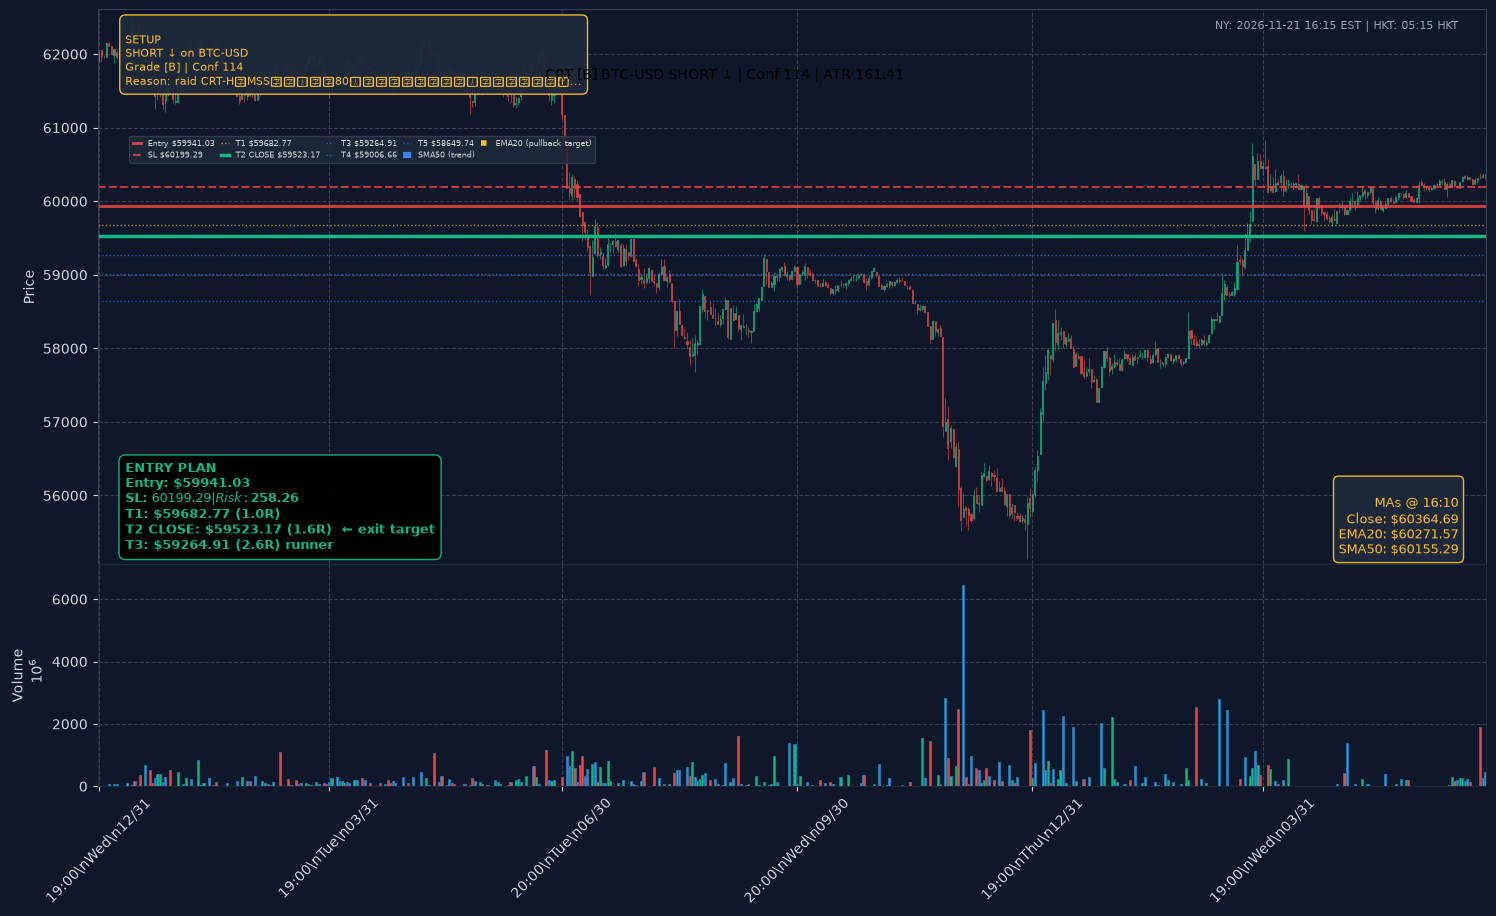 NY: 2026-11-21 16:15 EST | HKT: 05:15 HKT
SETUP
SHORT ↓ on BTC-USD
Grade [B] | Conf 114
Reason: raid CRT-H MSS 80
CRT [B] BTC-USD SHORT ↓ | Conf 114 | ATR 161.41
Entry $59941.03
T1 $59682.77
T3 $59264.91
T5 $58649.74
EMA20 (pullback target)
SL $60199.29
T2 CLOSE $59523.17
T4 $59006.66
SMA50 (trend)
62000
61000
60000
59000
58000
57000
56000
Price
ENTRY PLAN
Entry: $59941.03
SL: 60199.29|Risk:258.26
T1: $59682.77 (1.0R)
T2 CLOSE: $59523.17 (1.6R) ← exit target
T3: $59264.91 (2.6R) runner
MAs @ 16:10
Close: $60364.69
EMA20: $60271.57
SMA50: $60155.29
6000
4000
2000
0
Volume
10⁶
19:00\nWed\n12/31
19:00\nTue\n03/31
20:00\nTue\n06/30
20:00\nWed\n09/30
19:00\nThu\n12/31
19:00\nWed\n03/31